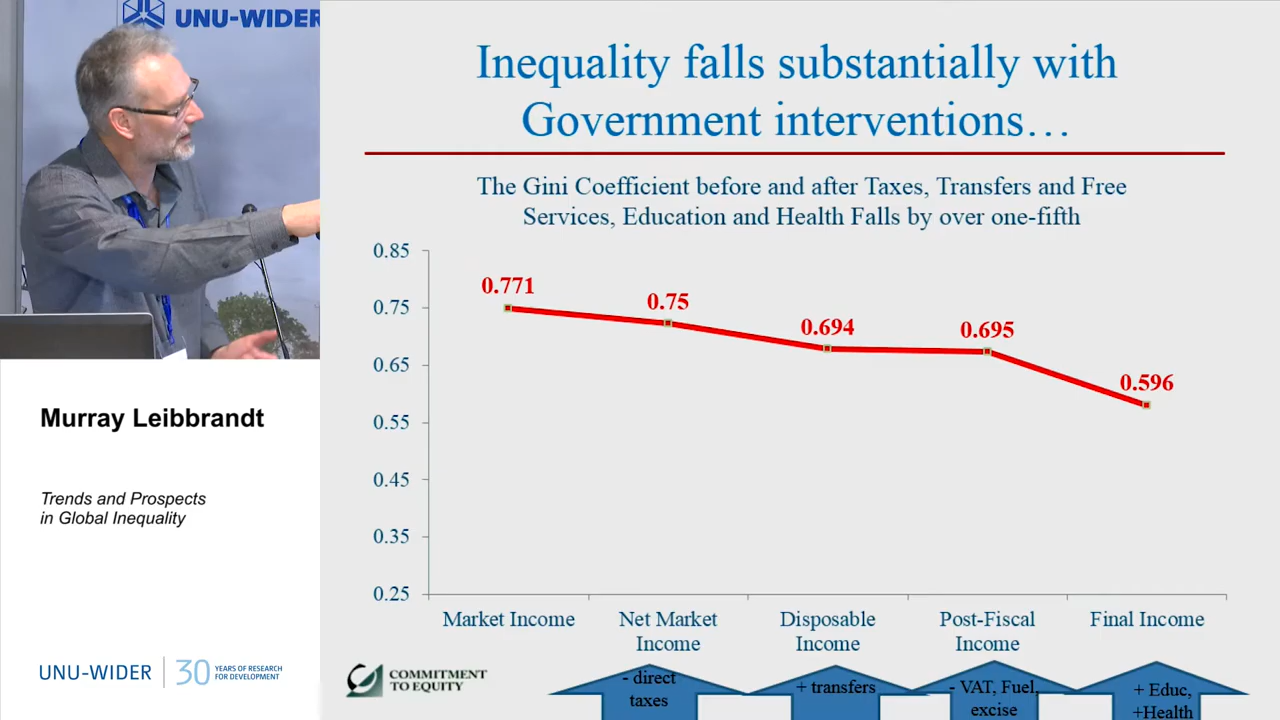 UNU-WIDER
Inequality falls substantially with
Government interventions…
The Gini Coefficient before and after Taxes, Transfers and Free
Services, Education and Health Falls by over one-fifth
0.85
0.75
0.65
0.55
0.45
0.35
0.25
0.771
0.75
0.694
0.695
0.596
Market Income
Net Market
Income
Disposable
Income
Post-Fiscal
Income
Final Income
- direct
taxes
+ transfers
- VAT, Fuel,
excise
+ Educ,
+Health
COMMITMENT
TO EQUITY
Murray Leibbrandt
Trends and Prospects
in Global Inequality
UNU-WIDER
30 YEARS OF RESEARCH
FOR DEVELOPMENT